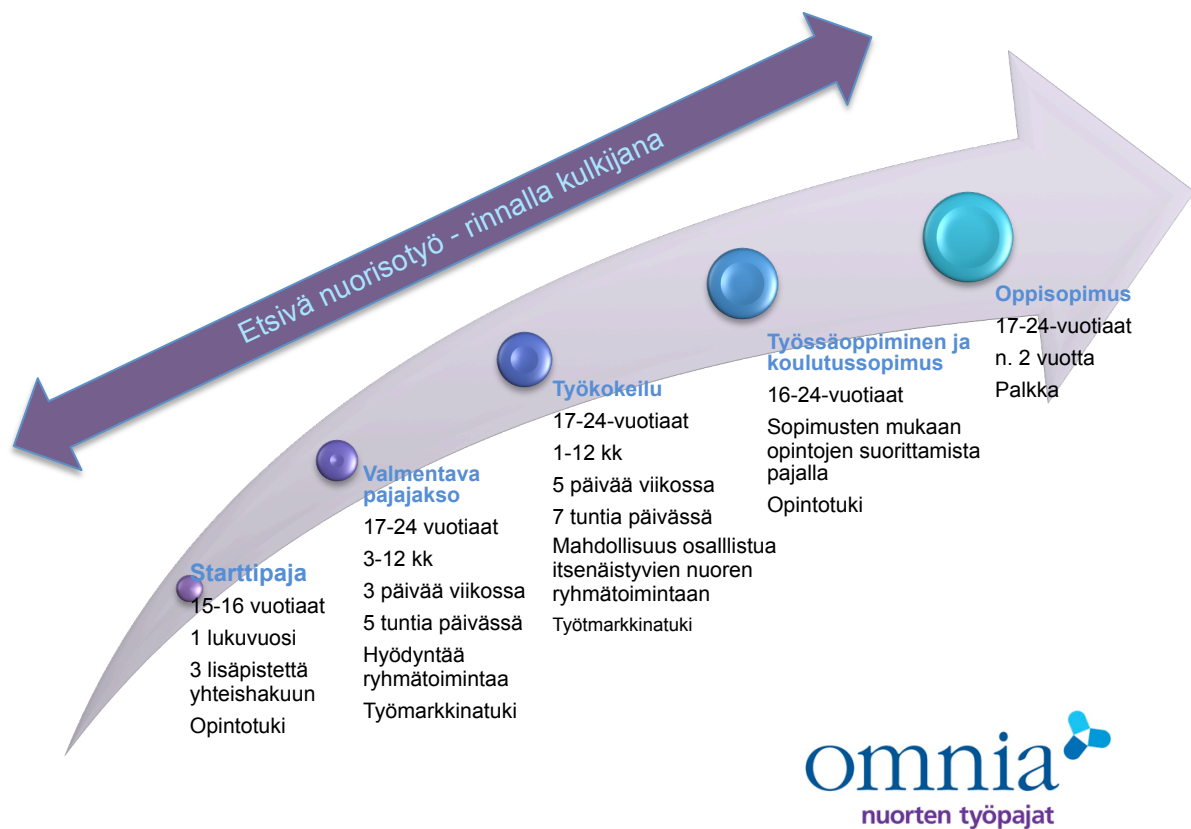 Etsivä nuorisotyö - rinnalla kulkijana
Starttipaja
15-16 vuotiaat
1 lukuvuosi
3 lisäpistettä
yhteishakuun
Opintotuki
Valmentava
pajajakso
17-24 vuotiaat
3-12 kk
3 päivää viikossa
5 tuntia päivässä
Hyödyntää
ryhmätoimintaa
Työmarkkinatuki
Työkokeilu
17-24-vuotiaat
1-12 kk
5 päivää viikossa
7 tuntia päivässä
Mahdollisuus osalllistua
itsenäistyvien nuoren
ryhmätoimintaan
Työtmarkkinatuki
Työssäoppiminen ja
koulutussopimus
16-24-vuotiaat
Sopimusten mukaan
opintojen suorittamista
pajalla
Opintotuki
Oppisopimus
17-24-vuotiaat
n. 2 vuotta
Palkka
omnia
nuorten työpajat